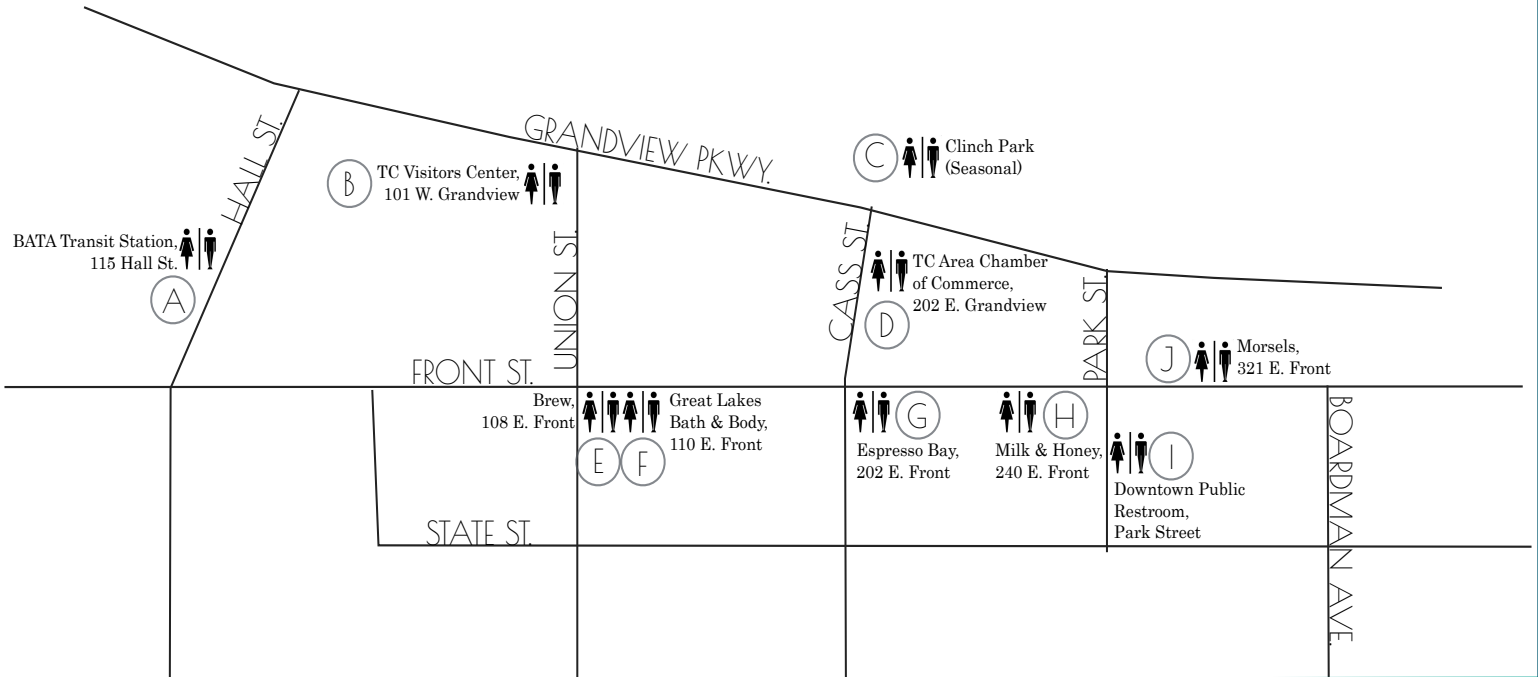 GRANDVIEW PKWY.
HALL ST.
C
Clinch Park
(Seasonal)
B
TC Visitors Center,
101 W. Grandview
BATA Transit Station,
115 Hall St.
A
UNION ST.
CASS ST.
TC Area Chamber
of Commerce,
202 E. Grandview
D
PARK ST.
J
Morsels,
321 E. Front
FRONT ST.
Brew,
108 E. Front
E
F
Great Lakes
Bath & Body,
110 E. Front
G
Espresso Bay,
202 E. Front
H
Milk & Honey,
240 E. Front
I
Downtown Public
Restroom,
Park Street
BOARDMAN AVE.
STATE ST.